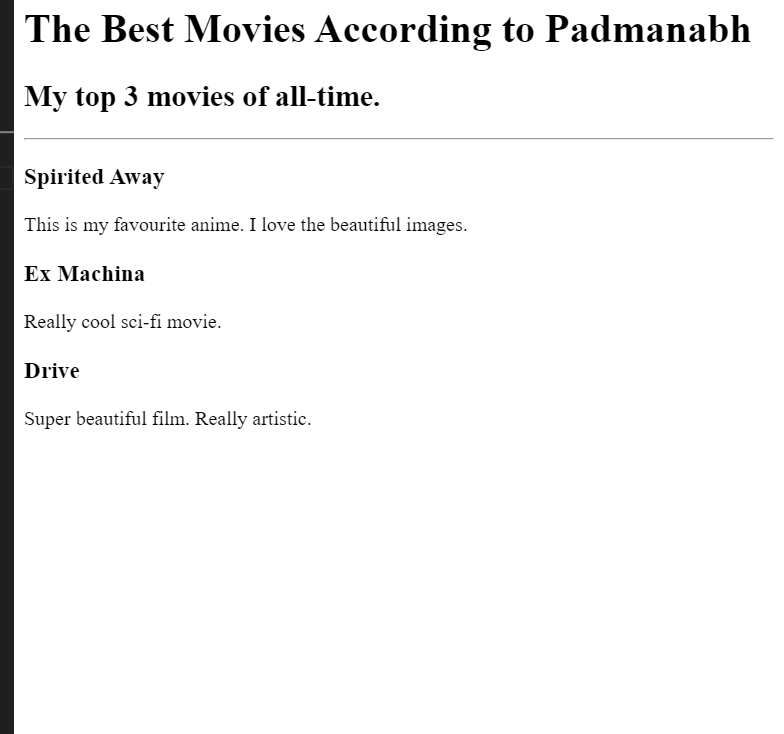 The Best Movies According to Padmanabh
My top 3 movies of all-time.
Spirited Away
This is my favourite anime. I love the beautiful images.
Ex Machina
Really cool sci-fi movie.
Drive
Super beautiful film. Really artistic.